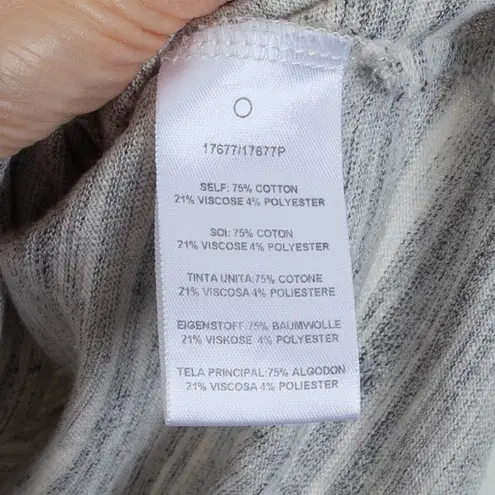 17677/17677P
SELF: 75% COTTON
21% VISCOSE 4% POLYESTER
SOI: 75% COTON
21% VISCOSE 4% POLYESTER
TINTA UNITA:75% COTONE
21% VISCOSA 4% POLIESTERE
EIGENSTOFF:75% BAUMWOLLE
21% VISKOSE 4% POLYESTER
TELA PRINCIPAL:75% ALGODON
21% VISCOSA 4% POLIESTER